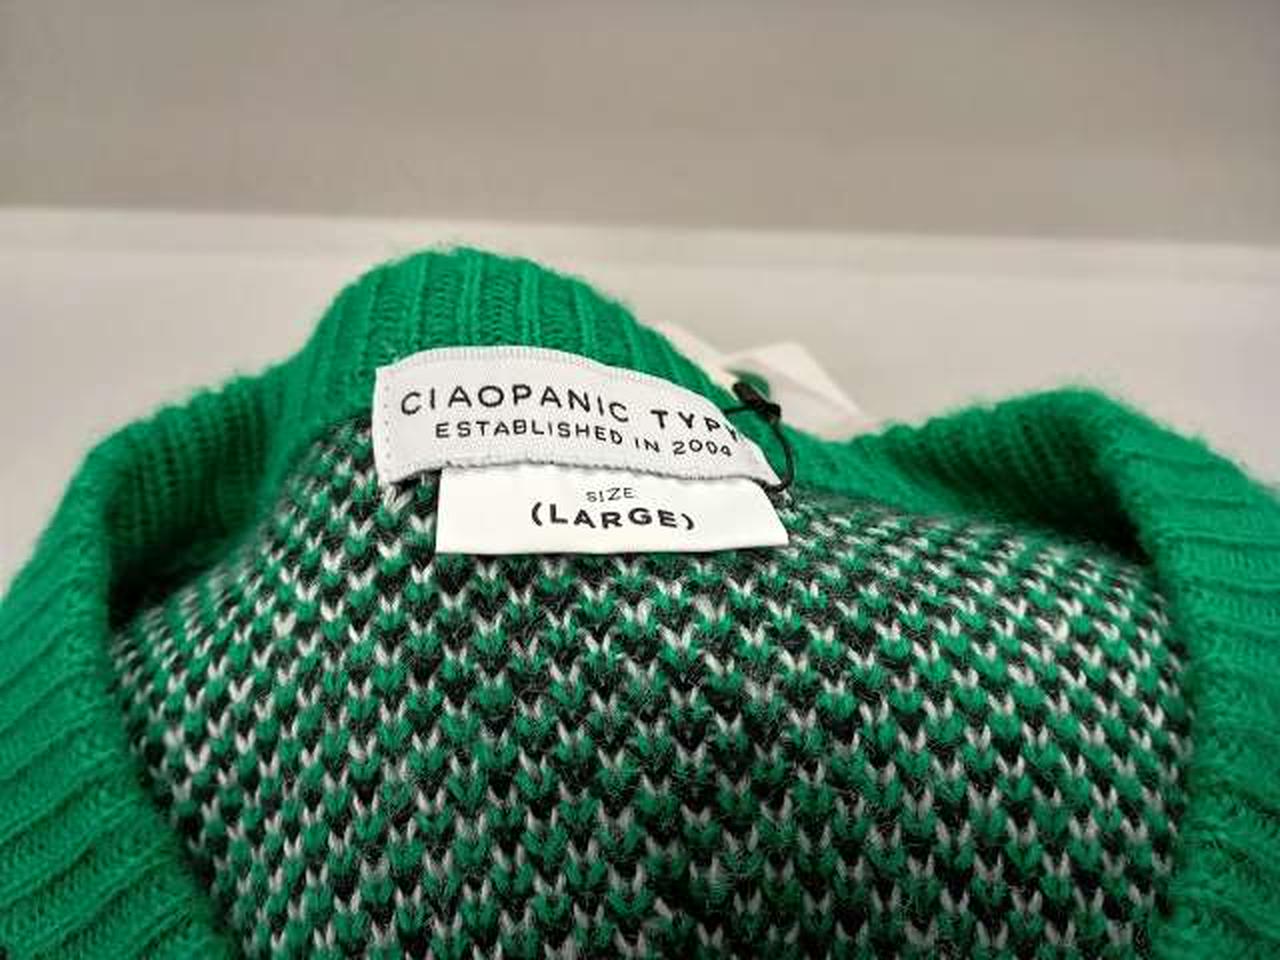 CIAOPANIC TYPY
ESTABLISHED IN 2004
SIZE
(LARGE)